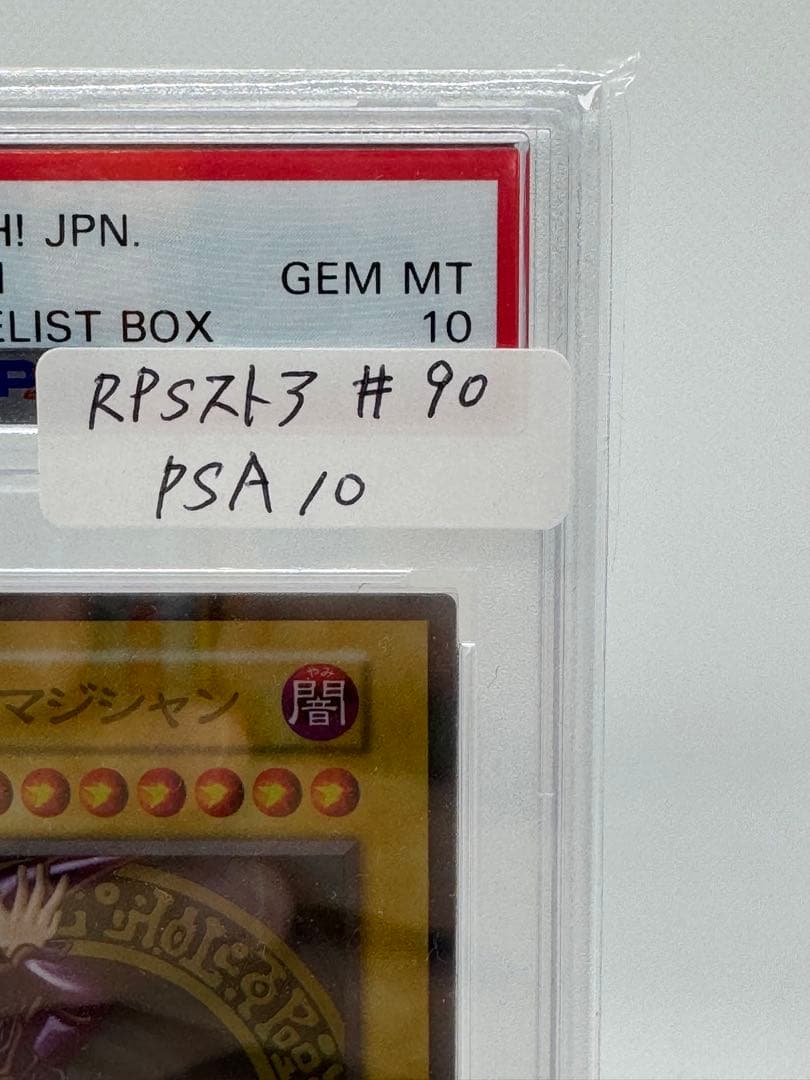 H! JPN.
GEM MT
ELIST BOX 10
P
RPSストア #90
PSA 10
マジシャン
やみ
闇